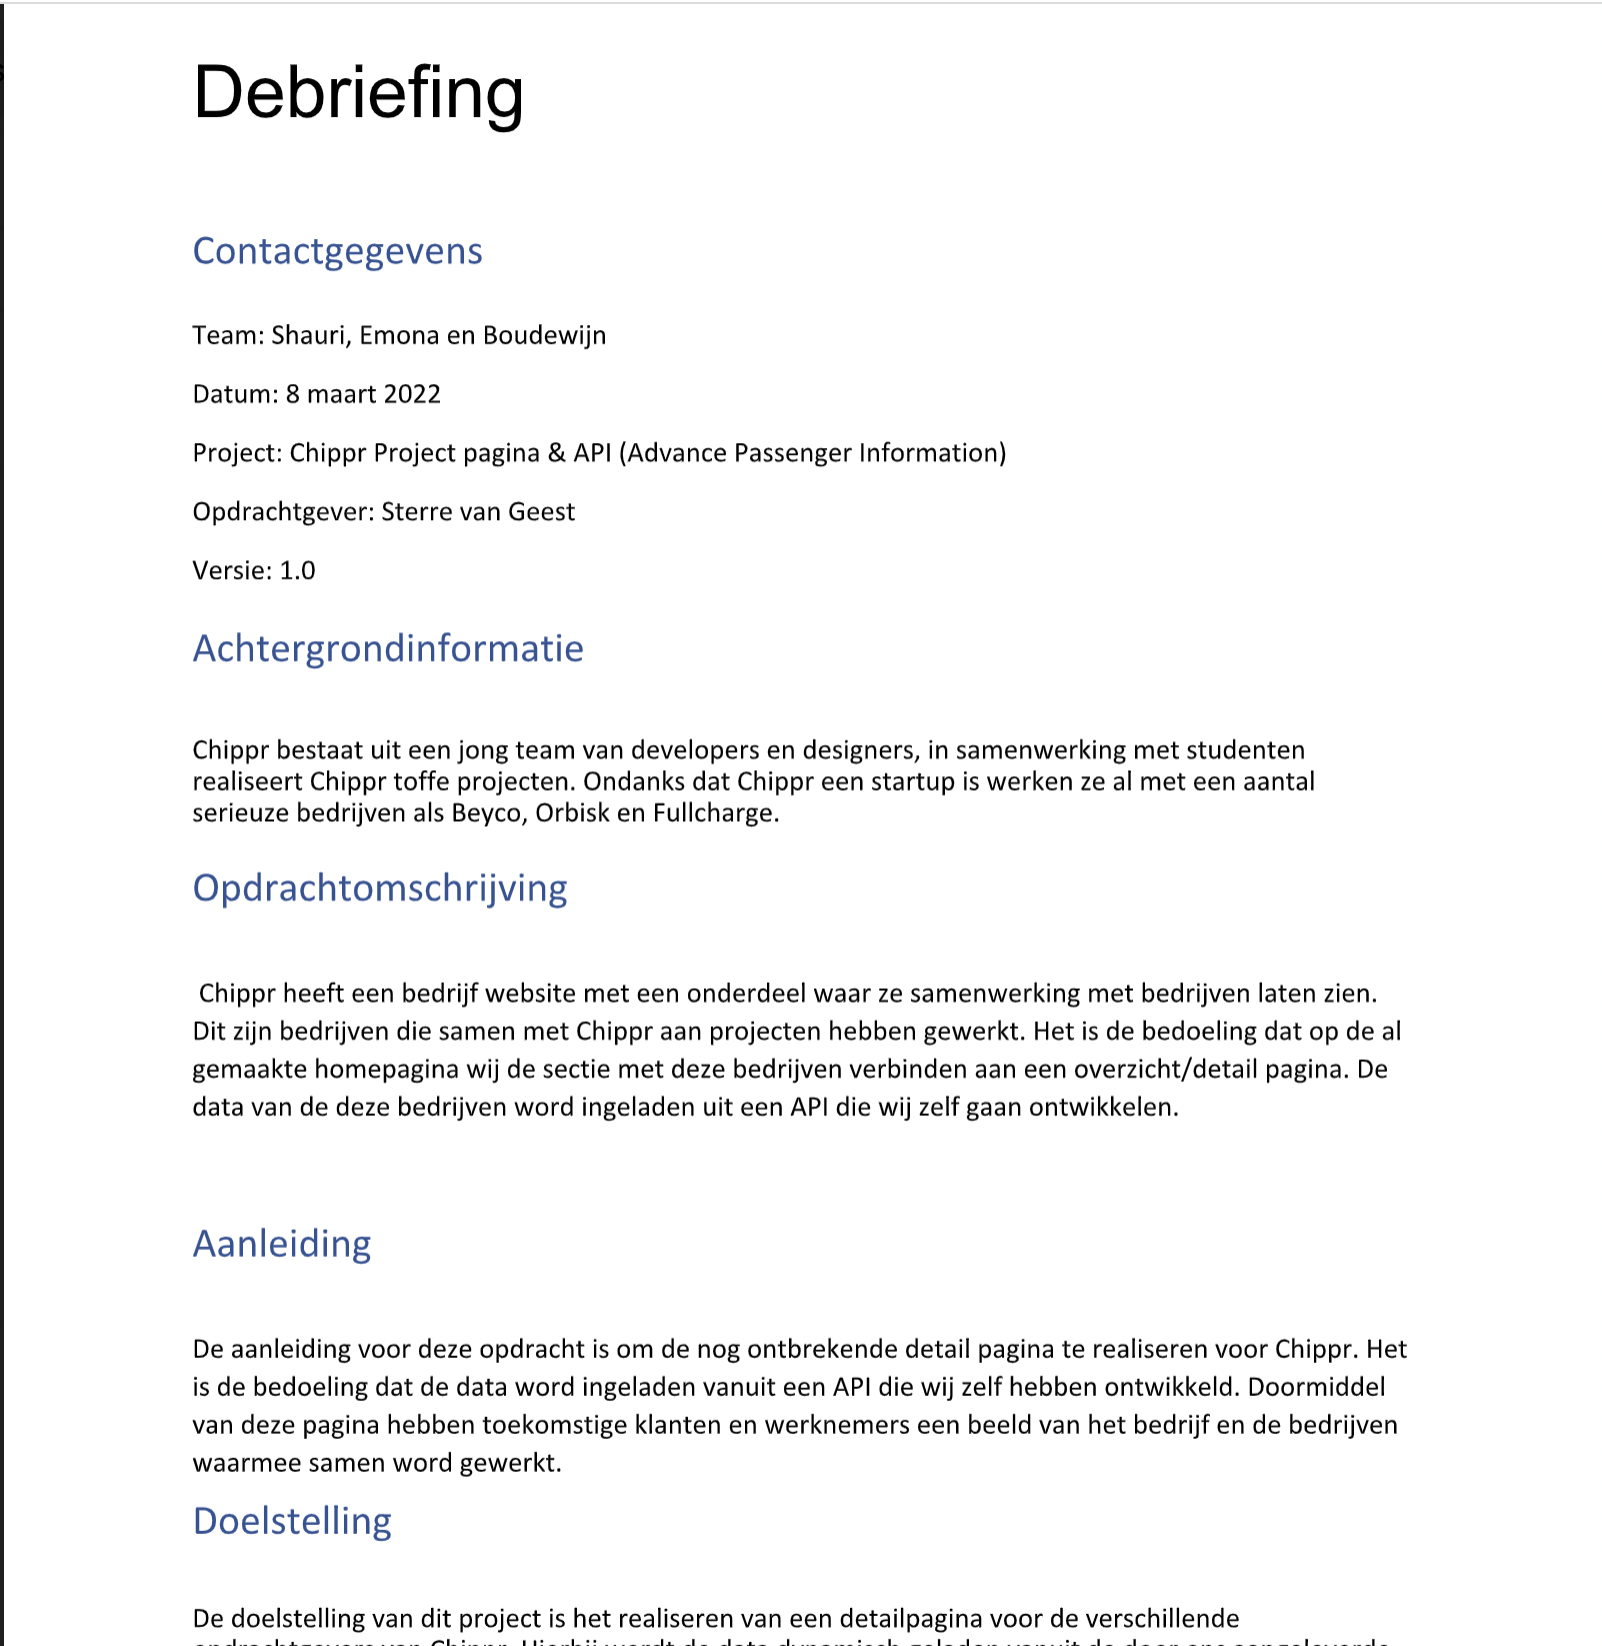 Debriefing
Contactgegevens
Team: Shauri, Emona en Boudewijn
Datum: 8 maart 2022
Project: Chippr Project pagina & API (Advance Passenger Information)
Opdrachtgever: Sterre van Geest
Versie: 1.0
Achtergrondinformatie
Chippr bestaat uit een jong team van developers en designers, in samenwerking met studenten
realiseert Chippr toffe projecten. Ondanks dat Chippr een startup is werken ze al met een aantal
serieuze bedrijven als Beyco, Orbisk en Fullcharge.
Opdrachtomschrijving
Chippr heeft een bedrijf website met een onderdeel waar ze samenwerking met bedrijven laten zien.
Dit zijn bedrijven die samen met Chippr aan projecten hebben gewerkt. Het is de bedoeling dat op de al
gemaakte homepagina wij de sectie met deze bedrijven verbinden aan een overzicht/detail pagina. De
data van de deze bedrijven word ingeladen uit een API die wij zelf gaan ontwikkelen.
Aanleiding
De aanleiding voor deze opdracht is om de nog ontbrekende detail pagina te realiseren voor Chippr. Het
is de bedoeling dat de data word ingeladen vanuit een API die wij zelf hebben ontwikkeld. Doormiddel
van deze pagina hebben toekomstige klanten en werknemers een beeld van het bedrijf en de bedrijven
waarmee samen word gewerkt.
Doelstelling
De doelstelling van dit project is het realiseren van een detailpagina voor de verschillende